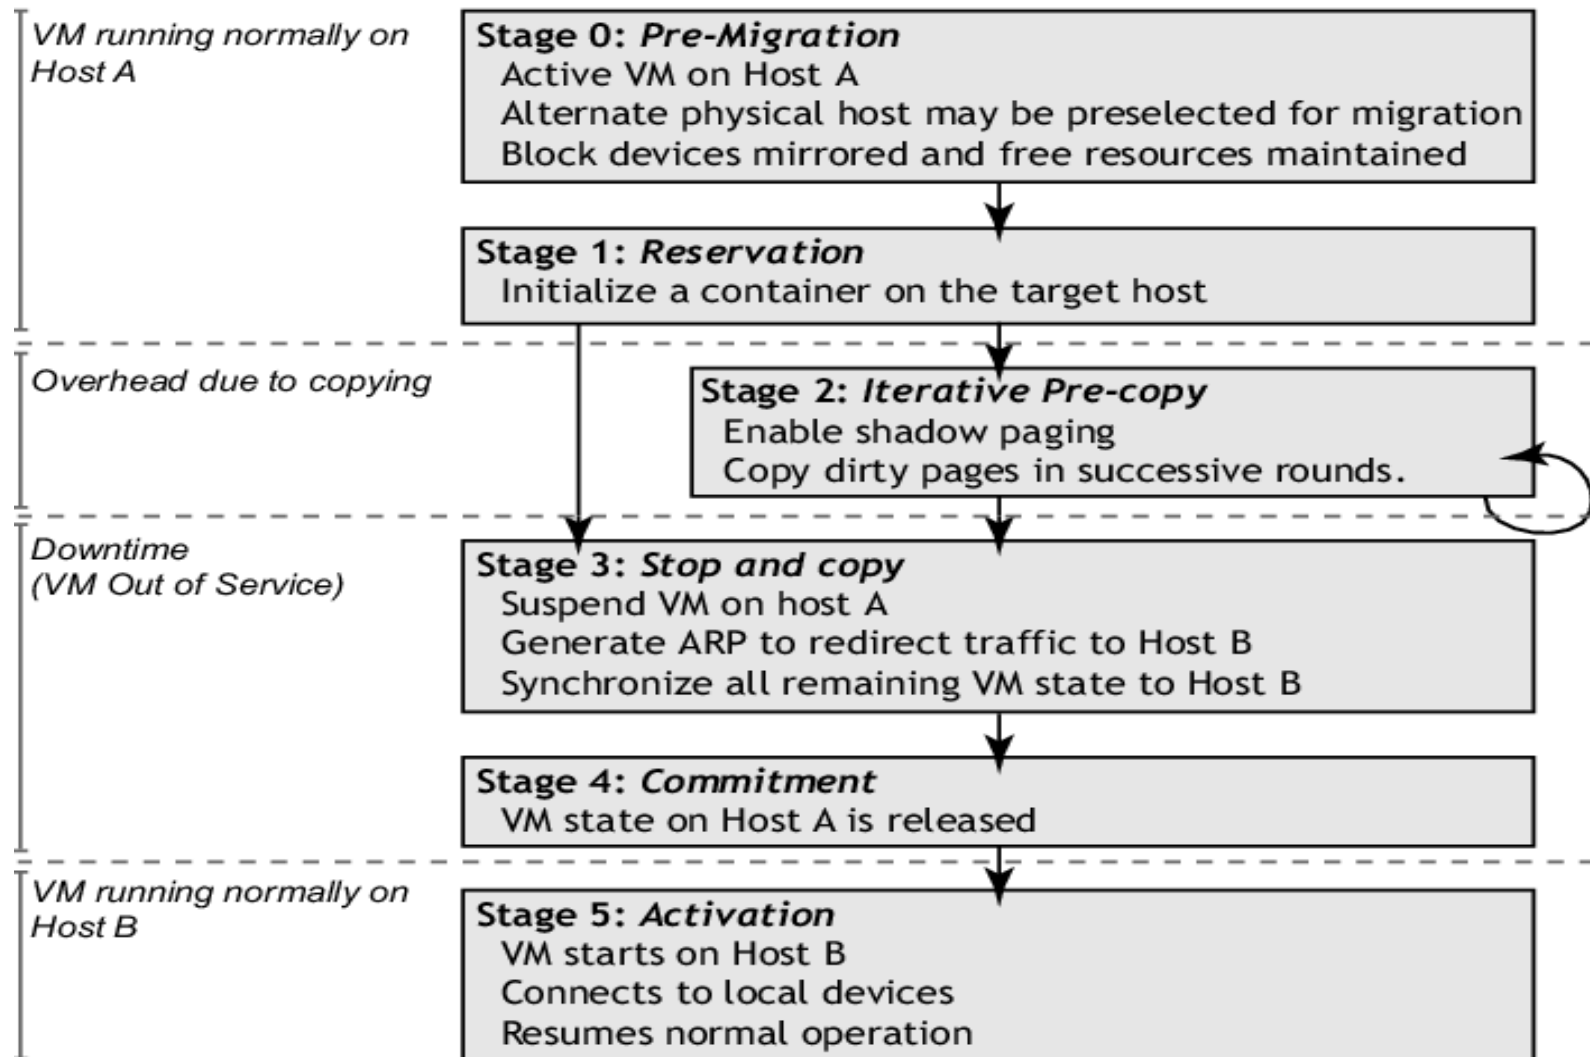 VM running normally on
Host A
Stage 0: Pre-Migration
Active VM on Host A
Alternate physical host may be preselected for migration
Block devices mirrored and free resources maintained
Stage 1: Reservation
Initialize a container on the target host
Overhead due to copying
Stage 2: Iterative Pre-copy
Enable shadow paging
Copy dirty pages in successive rounds.
Downtime
(VM Out of Service)
Stage 3: Stop and copy
Suspend VM on host A
Generate ARP to redirect traffic to Host B
Synchronize all remaining VM state to Host B
Stage 4: Commitment
VM state on Host A is released
VM running normally on
Host B
Stage 5: Activation
VM starts on Host B
Connects to local devices
Resumes normal operation